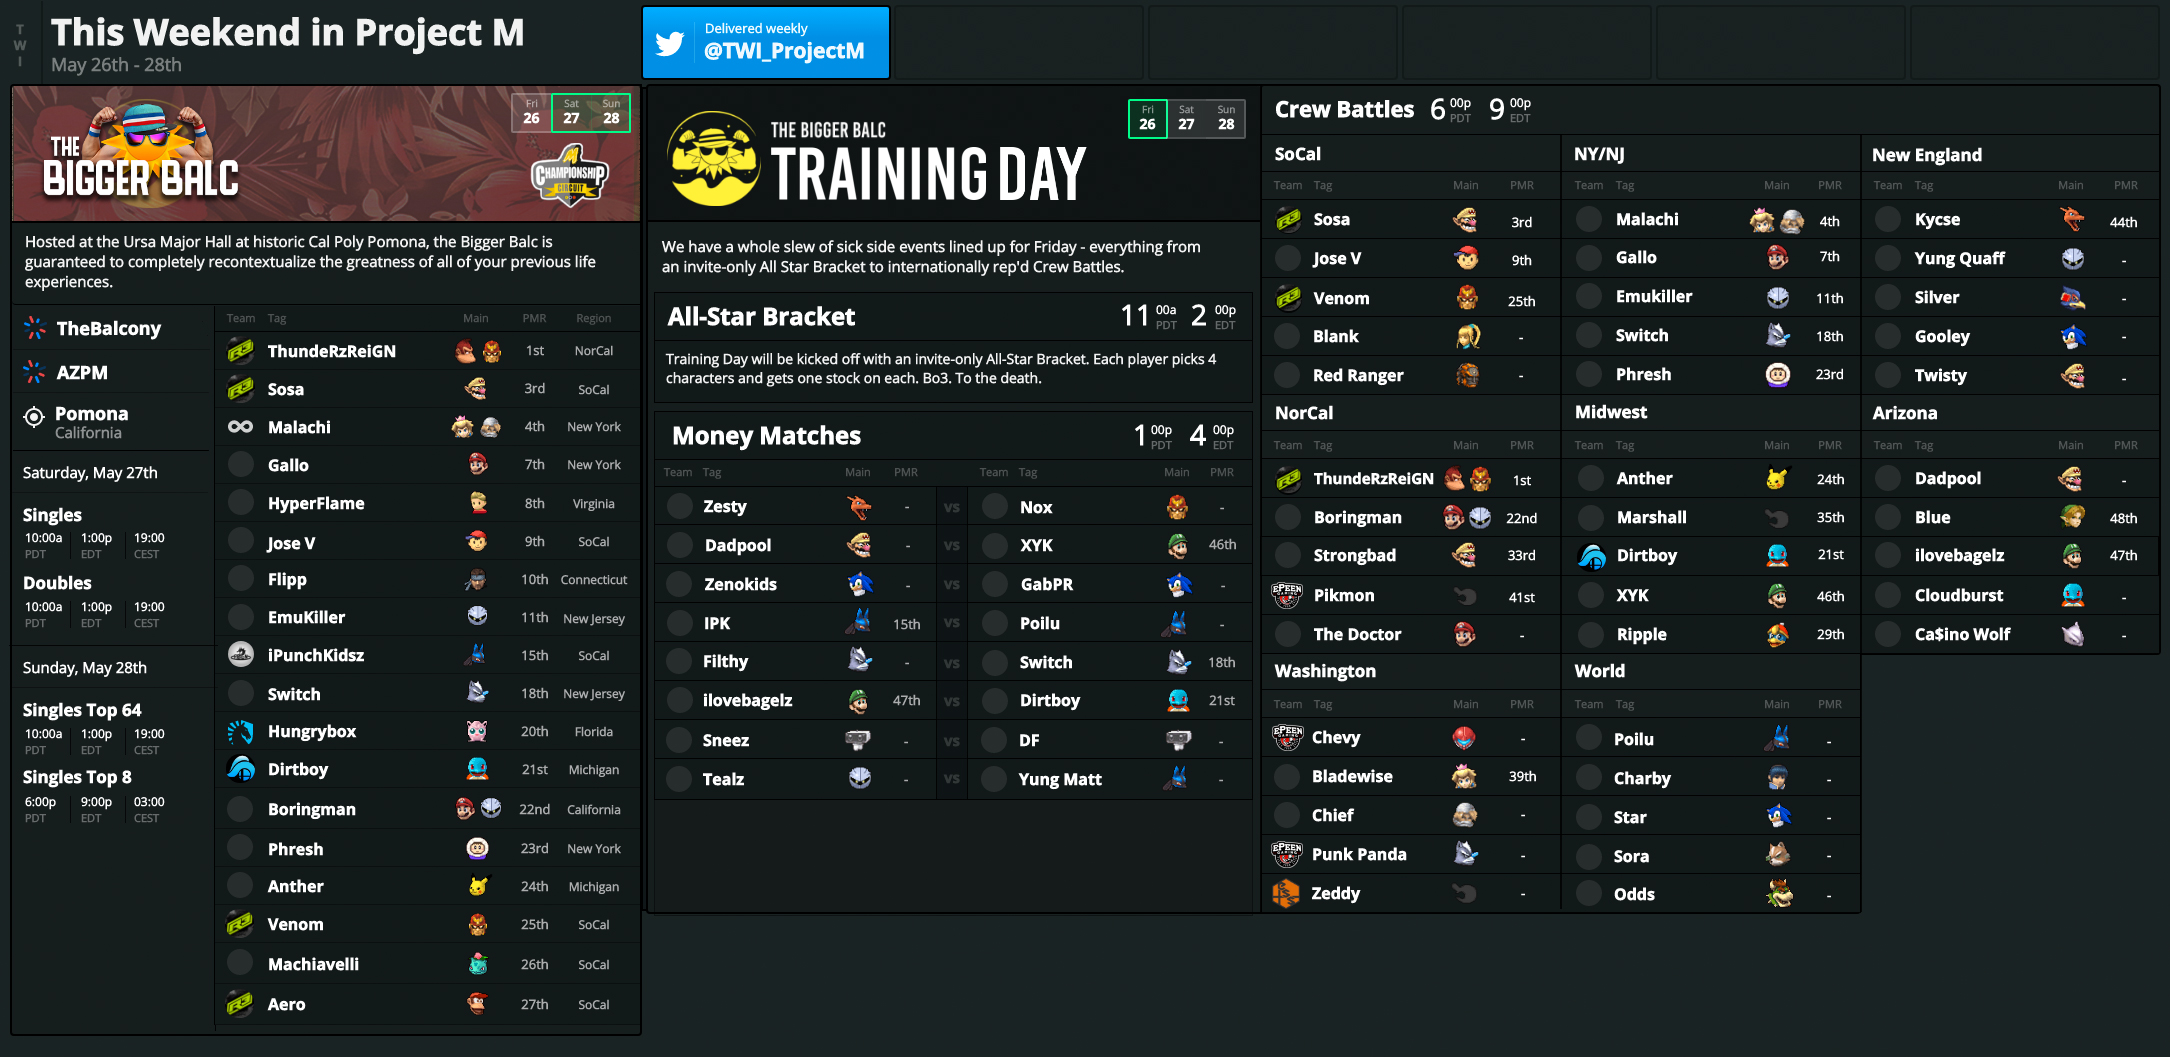 TWI
This Weekend in Project M
May 26th - 28th
Delivered weekly
@TWI_ProjectM
THE
BIGGER BALC
Fri 26 Sat 27 Sun 28
CHAMPIONSHIP
CIRCUIT
Hosted at the Ursa Major Hall at historic Cal Poly Pomona, the Bigger Balc is
guaranteed to completely recontextualize the greatness of all of your previous life
experiences.
TheBalcony
AZPM
Pomona
California
Saturday, May 27th
Singles
10:00a PDT 1:00p EDT 19:00 CEST
Doubles
10:00a PDT 1:00p EDT 19:00 CEST
Sunday, May 28th
Singles Top 64
10:00a PDT 1:00p EDT 19:00 CEST
Singles Top 8
6:00p PDT 9:00p EDT 03:00 CEST
Team Tag Main PMR Region
ThundeRzReiGN 1st NorCal
Sosa 3rd SoCal
Malachi 4th New York
Gallo 7th New York
HyperFlame 8th Virginia
Jose V 9th SoCal
Flipp 10th Connecticut
EmuKiller 11th New Jersey
iPunchKidsz 15th SoCal
Switch 18th New Jersey
Hungrybox 20th Florida
Dirtboy 21st Michigan
Boringman 22nd California
Phresh 23rd New York
Anther 24th Michigan
Venom 25th SoCal
Machiavelli 26th SoCal
Aero 27th SoCal
THE BIGGER BALC
TRAINING DAY
Fri 26 Sat 27 Sun 28
We have a whole slew of sick side events lined up for Friday - everything from
an invite-only All Star Bracket to internationally rep'd Crew Battles.
All-Star Bracket 11 00a PDT 2 00p EDT
Training Day will be kicked off with an invite-only All-Star Bracket. Each player picks 4
characters and gets one stock on each. Bo3. To the death.
Money Matches 1 00p PDT 4 00p EDT
Team Tag Main PMR Team Tag Main PMR
Zesty - vs Nox -
Dadpool - vs XYK 46th
Zenokids - vs GabPR -
IPK 15th vs Poilu -
Filthy - vs Switch 18th
ilovebagelz 47th vs Dirtboy 21st
Sneez - vs DF -
Tealz - vs Yung Matt -
Crew Battles 6 00p PDT 9 00p EDT
SoCal
Team Tag Main PMR
Sosa 3rd
Jose V 9th
Venom 25th
Blank -
Red Ranger -
NY/NJ
Team Tag Main PMR
Malachi 4th
Gallo 7th
Emukiller 11th
Switch 18th
Phresh 23rd
New England
Team Tag Main PMR
Kycse 44th
Yung Quaff -
Silver -
Gooley -
Twisty -
NorCal
Team Tag Main PMR
ThundeRzReiGN 1st
Boringman 22nd
Strongbad 33rd
EPEEN GAMING Pikmon 41st
The Doctor -
Midwest
Team Tag Main PMR
Anther 24th
Marshall 35th
Dirtboy 21st
XYK 46th
Ripple 29th
Arizona
Team Tag Main PMR
Dadpool -
Blue 48th
ilovebagelz 47th
Cloudburst -
Ca$ino Wolf -
Washington
Team Tag Main PMR
EPEEN GAMING Chevy -
Bladewise 39th
Chief -
EPEEN GAMING Punk Panda -
Zeddy -
World
Team Tag Main PMR
Poilu -
Charby -
Star -
Sora -
Odds -